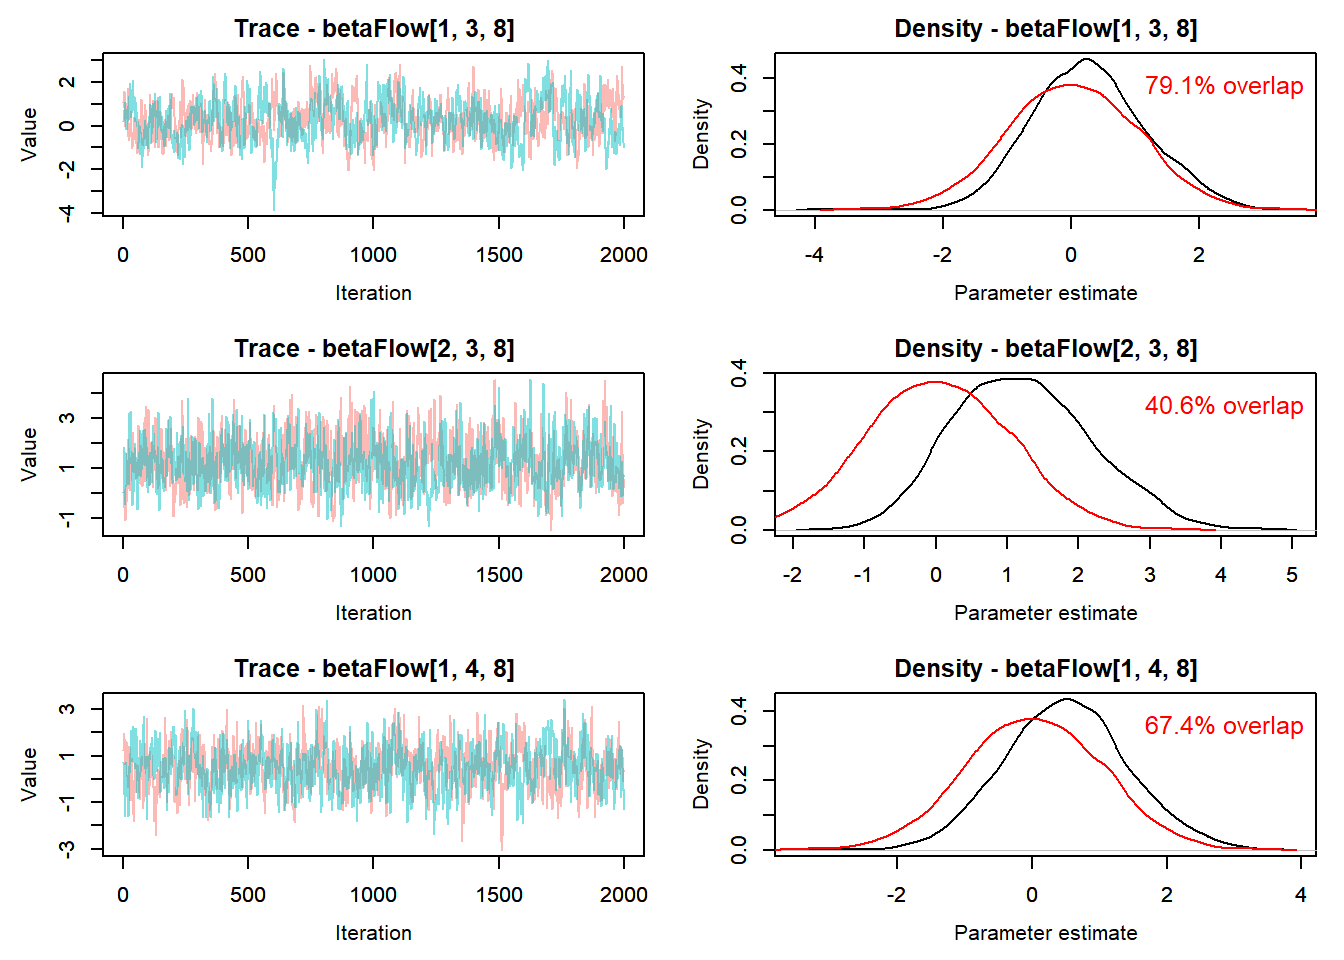 Trace - betaFlow[1, 3, 8]
Value
2
0
-2
-4
0 500 1000 1500 2000
Iteration
Density - betaFlow[1, 3, 8]
79.1% overlap
Density
0.4
0.2
0.0
-4 -2 0 2
Parameter estimate
Trace - betaFlow[2, 3, 8]
Value
3
1
-1
0 500 1000 1500 2000
Iteration
Density - betaFlow[2, 3, 8]
40.6% overlap
Density
0.4
0.2
0.0
-2 -1 0 1 2 3 4 5
Parameter estimate
Trace - betaFlow[1, 4, 8]
Value
3
1
-1
-3
0 500 1000 1500 2000
Iteration
Density - betaFlow[1, 4, 8]
67.4% overlap
Density
0.4
0.2
0.0
-2 0 2 4
Parameter estimate